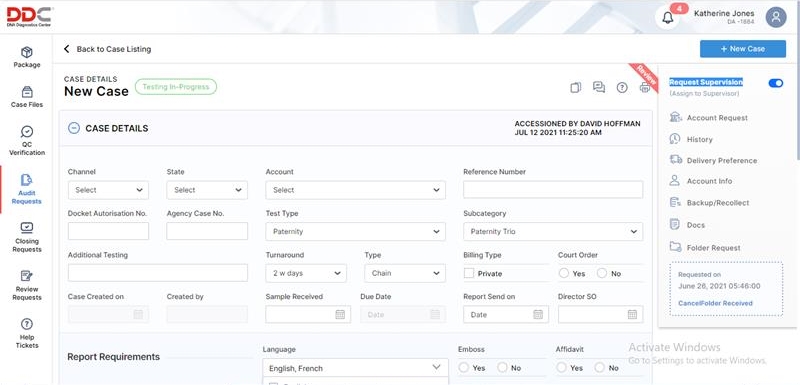 DDC
DNA Diagnostics Center
4
Katherine Jones
DA -1884
Back to Case Listing
+ New Case
Package
Case Files
QC
Verification
Audit
Requests
Closing
Requests
Review
Requests
Help
Tickets
CASE DETAILS
New Case
Testing In-Progress
Review
CASE DETAILS
ACCESSIONED BY DAVID HOFFMAN
JUL 12 2021 11:25:20 AM
Channel State Account Reference Number
Select Select Select
Docket Autorisation No. Agency Case No. Test Type Subcategory
Paternity Paternity Trio
Additional Testing Turnaround Type Billing Type Court Order
2 w days Chain Private Yes No
Case Created on Created by Sample Received Due Date Report Send on Director SO
Date Date
Report Requirements
Language Emboss Affidavit
English, French Yes No Yes No
Request Supervision
(Assign to Supervisor)
Account Request
History
Delivery Preference
Account Info
Backup/Recollect
Docs
Folder Request
Requested on
June 26, 2021 05:46:00
CancelFolder Received
Activate Windows
Go to Settings to activate Windows.